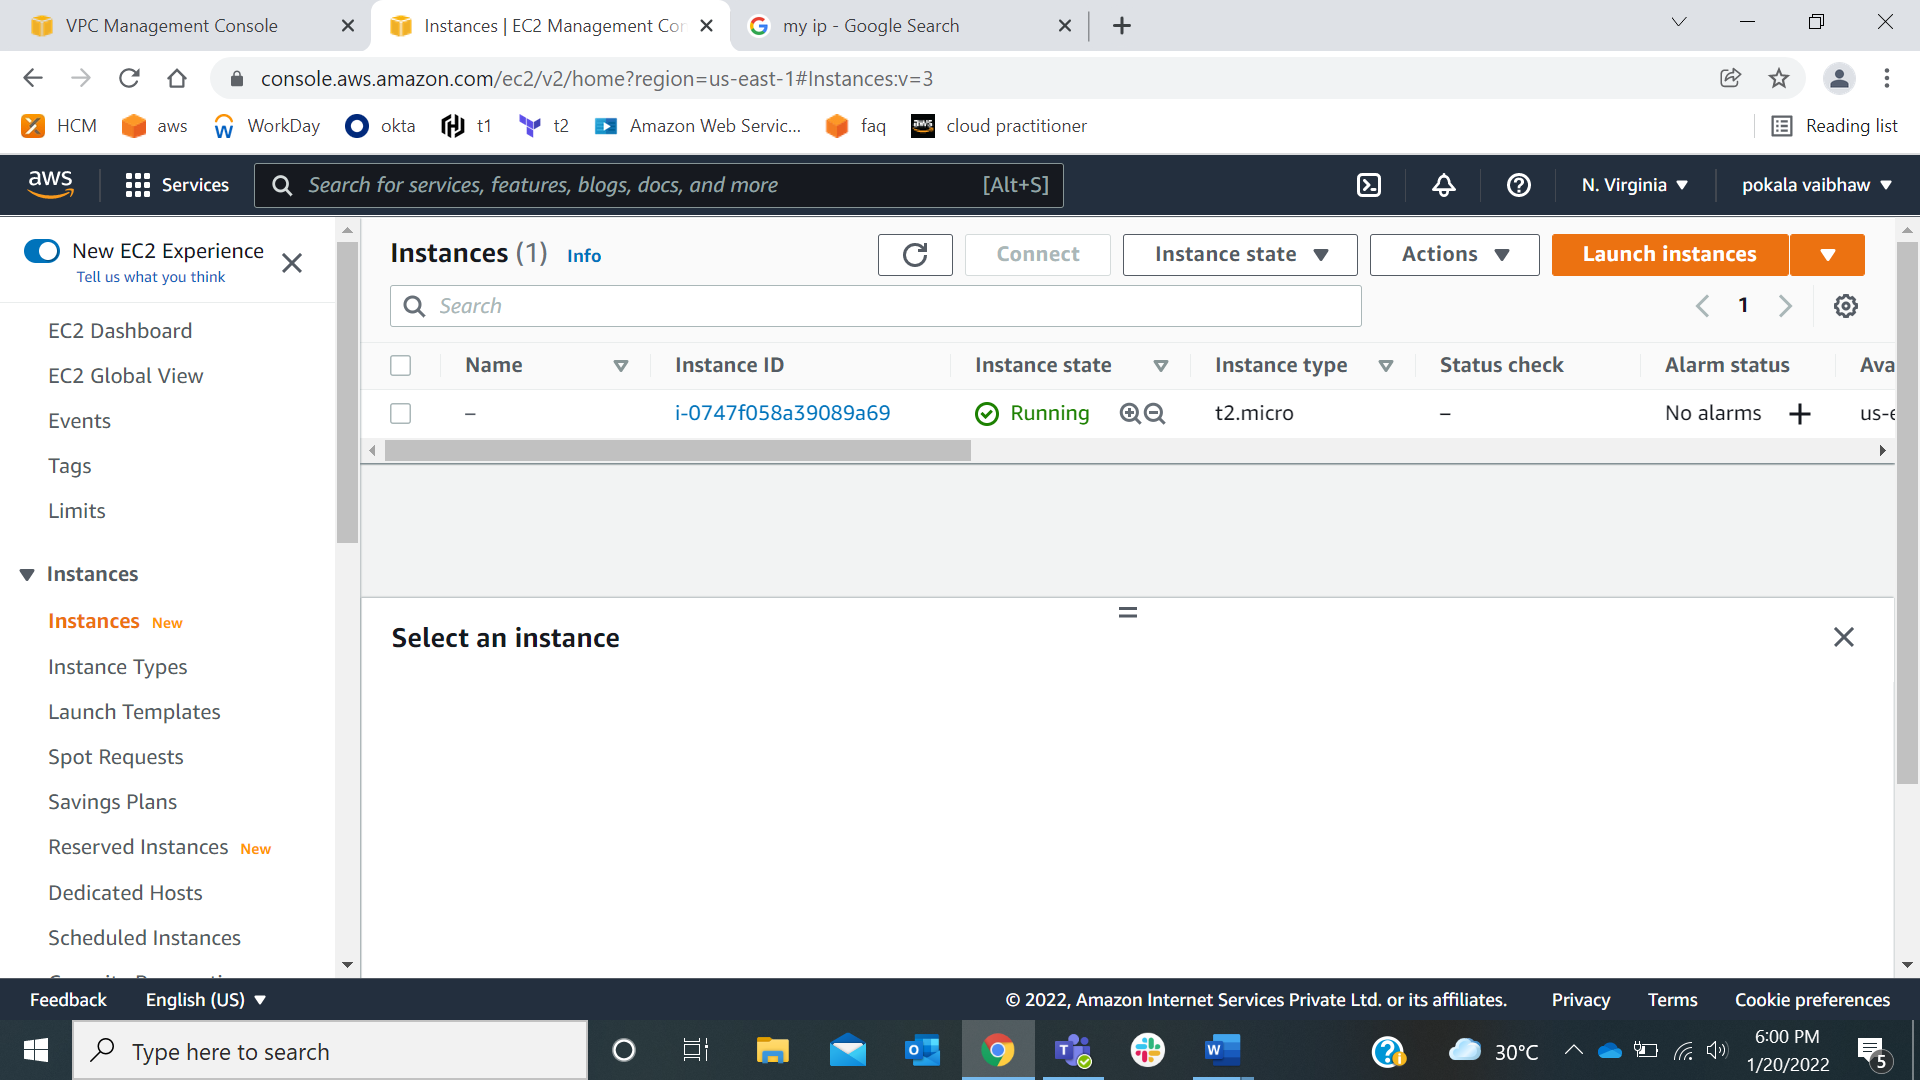 VPC Management Console
Instances | EC2 Management Cor
my ip - Google Search
console.aws.amazon.com/ec2/v2/home?region=us-east-1#Instances:v=3
HCM
aws
WorkDay
okta
t1
t2
Amazon Web Servic...
faq
cloud practitioner
Reading list
aws
Services
Search for services, features, blogs, docs, and more
[Alt+S]
N. Virginia
pokala vaibhaw
New EC2 Experience
Tell us what you think
EC2 Dashboard
EC2 Global View
Events
Tags
Limits
Instances
Instances New
Instance Types
Launch Templates
Spot Requests
Savings Plans
Reserved Instances New
Dedicated Hosts
Scheduled Instances
Instances (1) Info
Connect
Instance state
Actions
Launch instances
Search
1
Name
Instance ID
Instance state
Instance type
Status check
Alarm status
Ava
–
i-0747f058a39089a69
Running
t2.micro
–
No alarms +
us-e
Select an instance
Feedback
English (US)
© 2022, Amazon Internet Services Private Ltd. or its affiliates.
Privacy
Terms
Cookie preferences
Type here to search
30°C
6:00 PM
1/20/2022
5